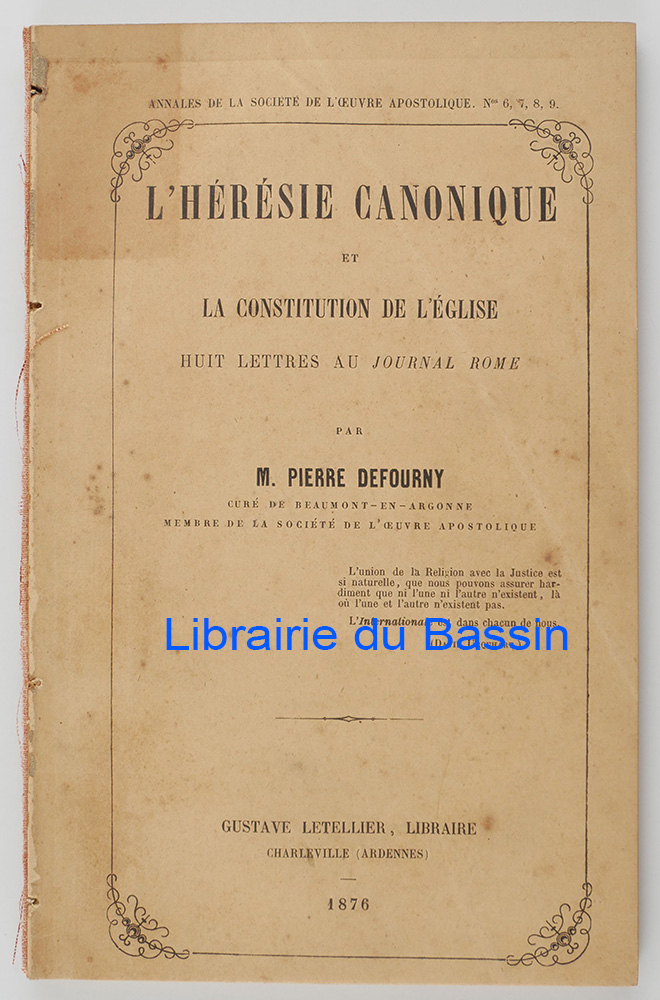 ANNALES DE LA SOCIETÉ DE L'ŒUVRE APOSTOLIQUE. Nos 6, 7, 8, 9.
L'HÉRÉSIE CANONIQUE
ET
LA CONSTITUTION DE L'ÉGLISE
HUIT LETTRES AU JOURNAL ROME
PAR
M. PIERRE DEFOURNY
CURÉ DE BEAUMONT-EN-ARGONNE
MEMBRE DE LA SOCIÉTÉ DE L'ŒUVRE APOSTOLIQUE
L'union de la Religion avec la Justice est
si naturelle, que nous pouvons assurer har-
diment que ni l'une ni l'autre n'existent, là
où l'une et l'autre n'existent pas.
L'Internationale est dans chacun de nous.
Librairie du Bassin
GUSTAVE LETELLIER, LIBRAIRE
CHARLEVILLE (ARDENNES)
1876